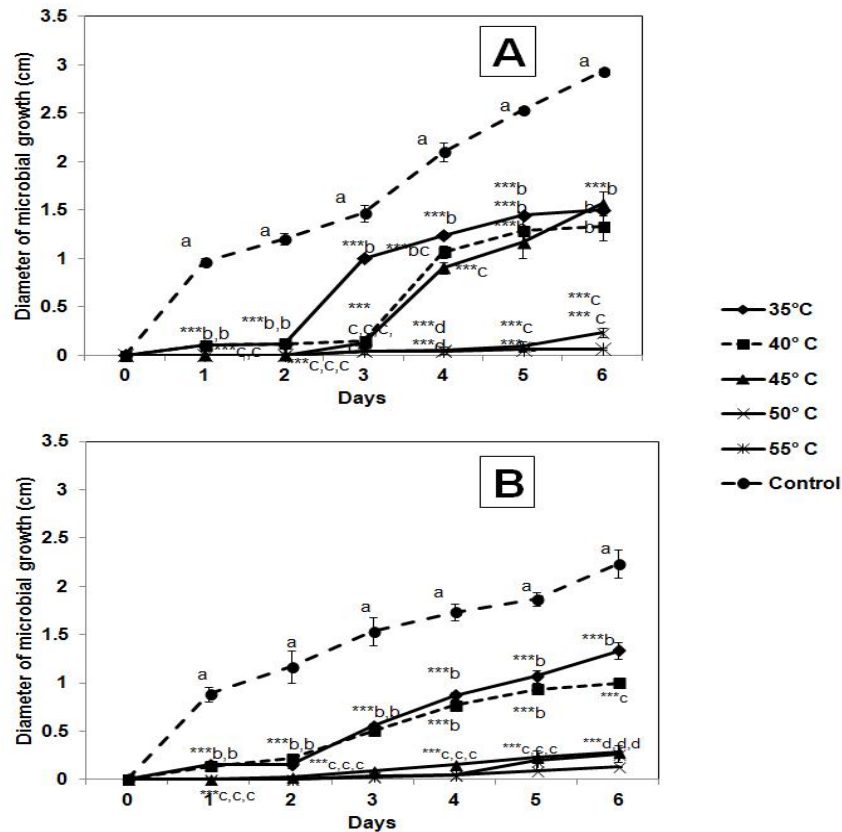 Diameter of microbial growth (cm)
3.5
3
2.5
2
1.5
1
0.5
0
A
a
a
a
a
a
a
***b
***b
***b
***b
***b
***b
b
b
***bc
***c
***b,b
***b,b
***c,c
***c,c,c
***
c,c,c,
***d
***d
***c
***
***c
*** c
0 1 2 3 4 5 6
Days
35°C
40° C
45° C
50° C
55° C
Control
Diameter of microbial growth (cm)
3.5
3
2.5
2
1.5
1
0.5
0
B
a
a
a
a
a
a
***b
***b
***b
***b,b
***b
***b
***c
***b,b
***b,b
***c,c,c
***c,c,c
***c,c,c
***d,d,d
***c,c,c
0 1 2 3 4 5 6
Days